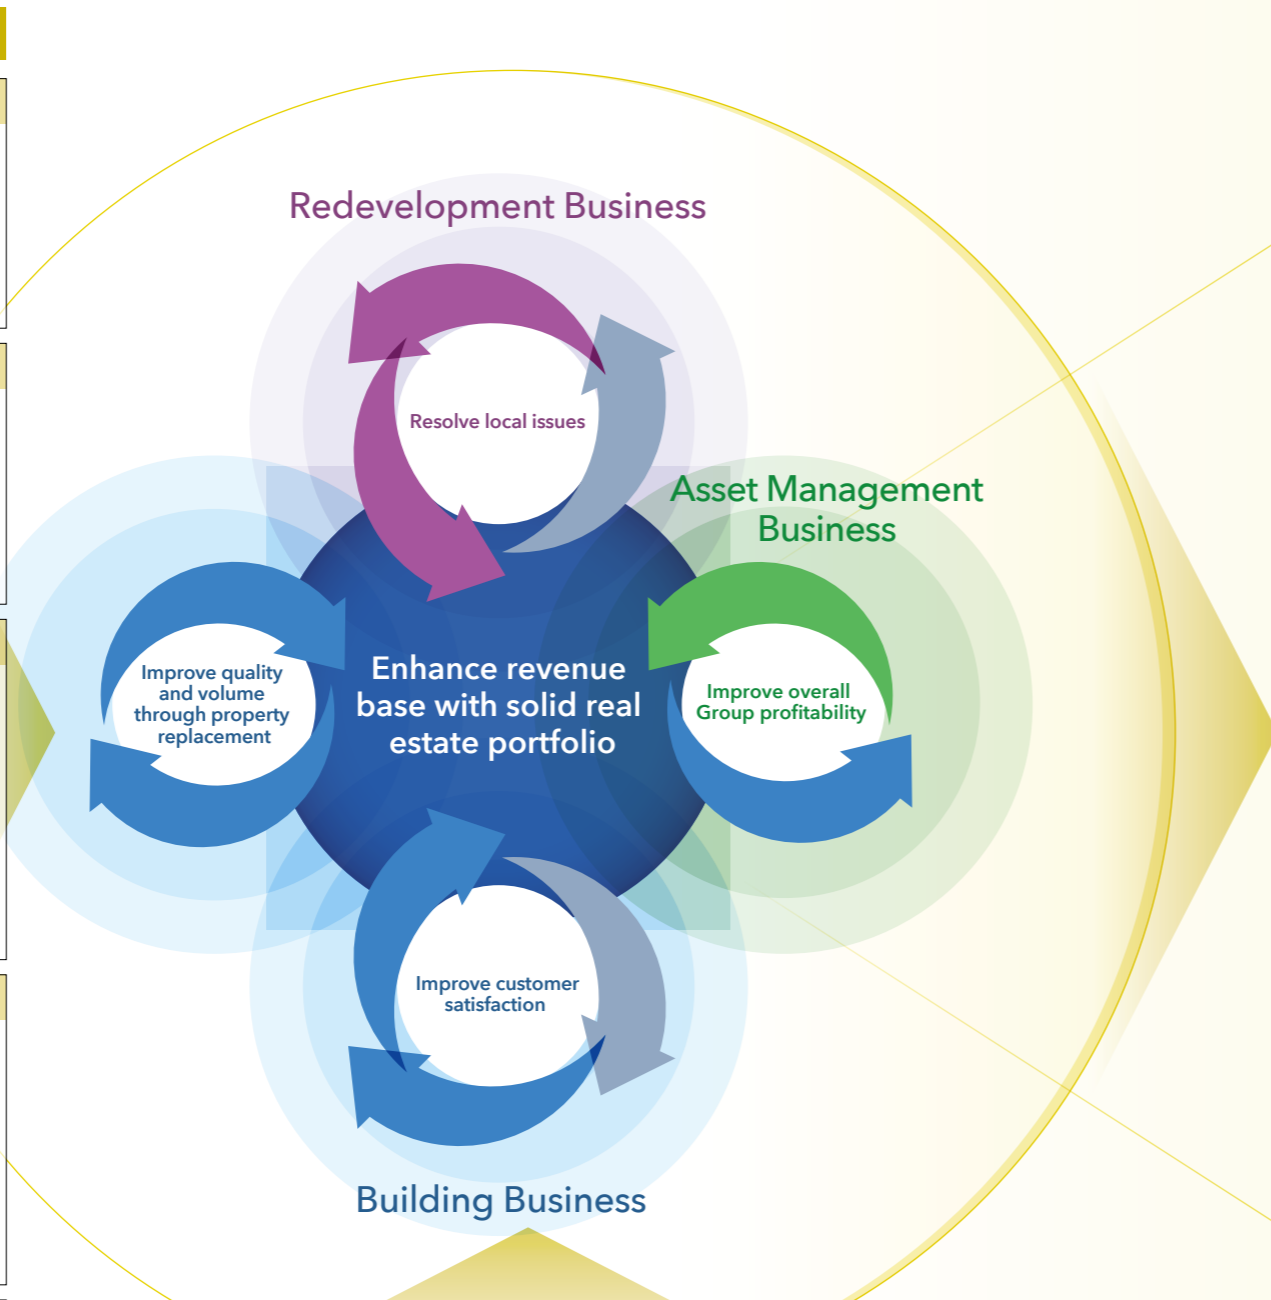 Redevelopment Business
Resolve local issues
Asset Management
Business
Improve quality
and volume
through property
replacement
Enhance revenue
base with solid real
estate portfolio
Improve overall
Group profitability
Improve customer
satisfaction
Building Business